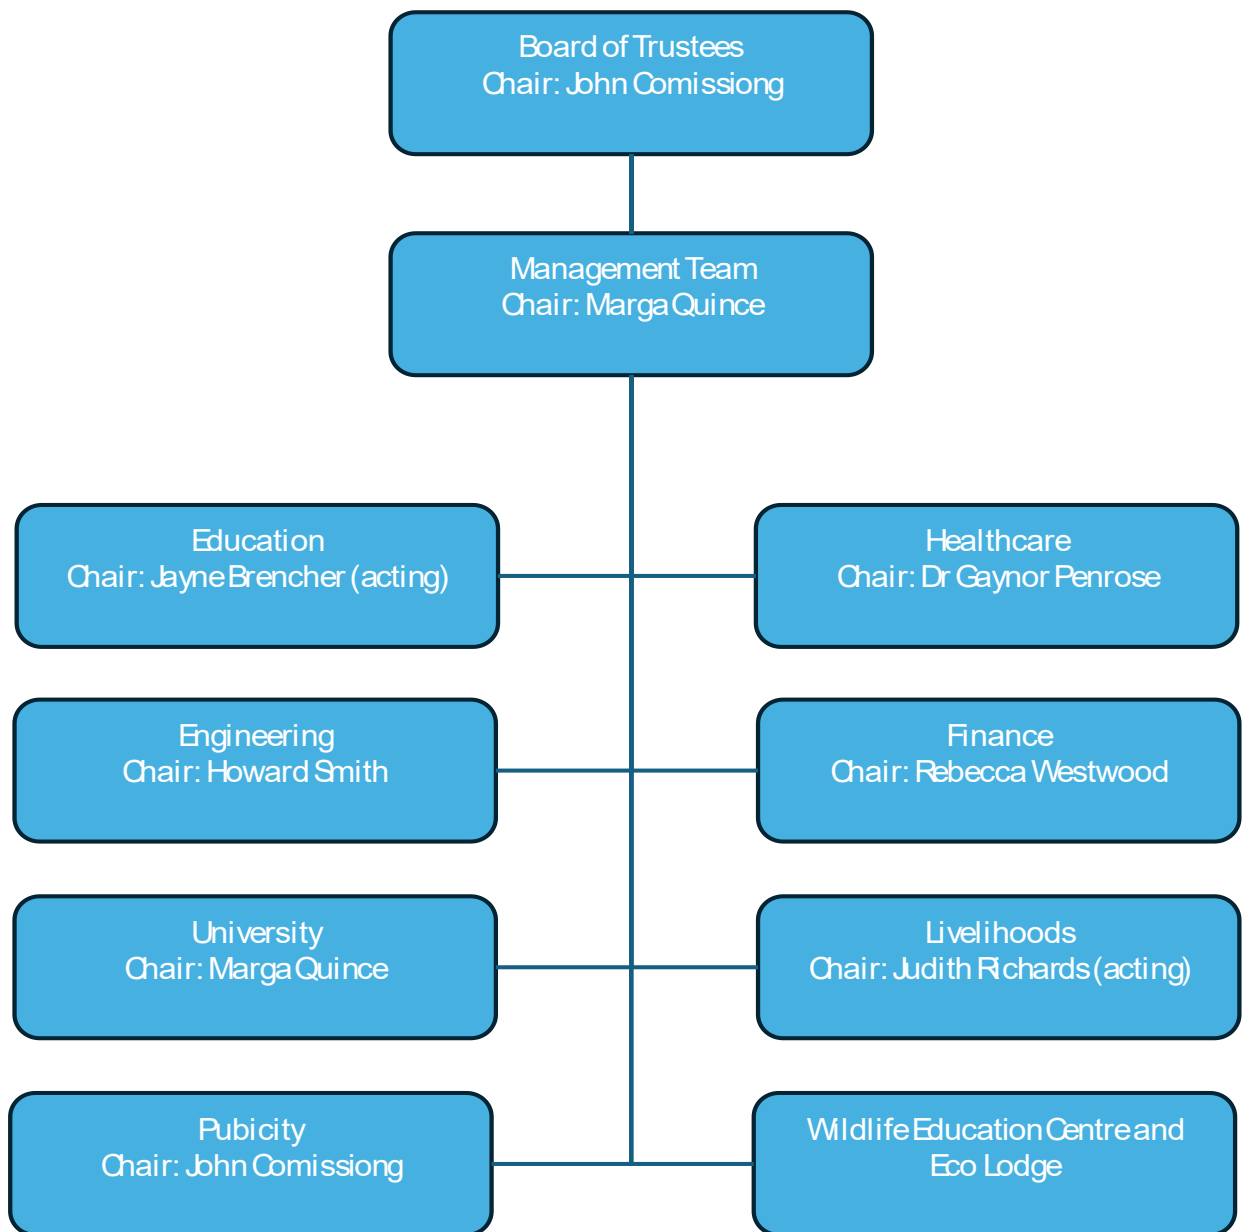 Board of Trustees
Chair: John Comissiong
Management Team
Chair: Marga Quince
Education
Chair: Jayne Brencher (acting)
Healthcare
Chair: Dr Gaynor Penrose
Engineering
Chair: Howard Smith
Finance
Chair: Rebecca Westwood
University
Chair: Marga Quince
Livelihoods
Chair: Judith Richards (acting)
Pubicity
Chair: John Comissiong
Wildlife Education Centre and
Eco Lodge